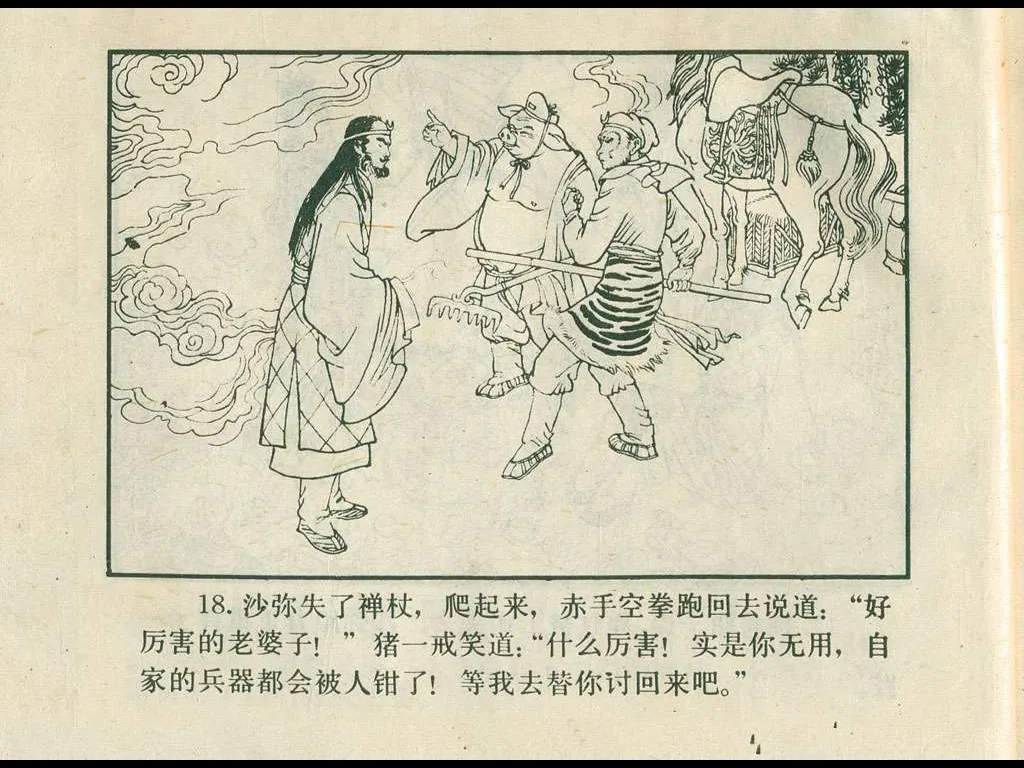 18. 沙弥失了禅杖，爬起来，赤手空拳跑回去说道：“好
厉害的老婆子！”猪一戒笑道：“什么厉害！实是你无用，自
家的兵器都会被人钳了！等我去替你讨回来吧。”